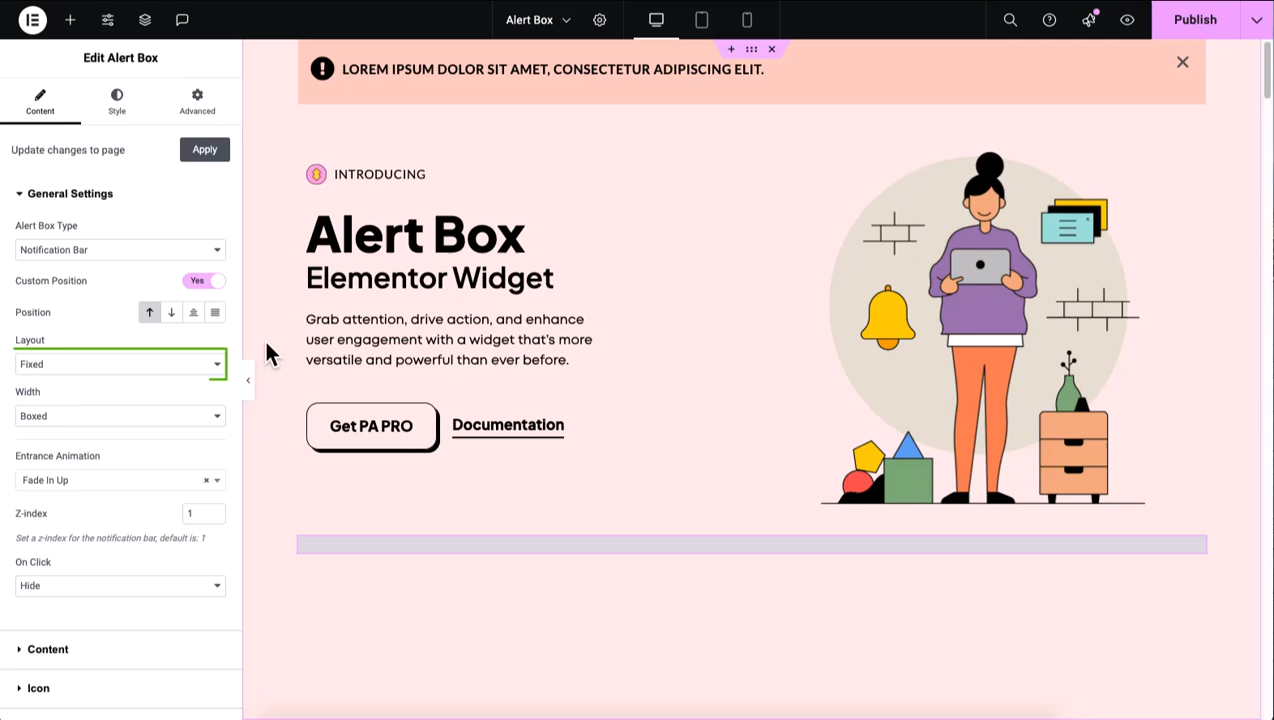 Alert Box
Publish
Edit Alert Box
Content
Style
Advanced
Update changes to page
Apply
General Settings
Alert Box Type
Notification Bar
Custom Position
Yes
Position
Layout
Fixed
Width
Boxed
Entrance Animation
Fade In Up
Z-index
1
Set a z-index for the notification bar, default is: 1
On Click
Hide
Content
Icon
LOREM IPSUM DOLOR SIT AMET, CONSECTETUR ADIPISCING ELIT.
INTRODUCING
Alert Box
Elementor Widget
Grab attention, drive action, and enhance
user engagement with a widget that's more
versatile and powerful than ever before.
Get PA PRO
Documentation